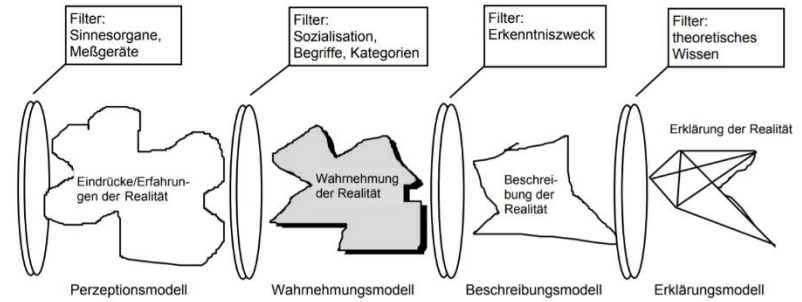 Filter:
Sinnesorgane,
Meßgeräte
Filter:
Sozialisation,
Begriffe, Kategorien
Filter:
Erkenntniszweck
Filter:
theoretisches
Wissen
Eindrücke/Erfahrun-
gen der Realität
Wahrnehmung
der Realität
Beschrei-
bung der
Realität
Erklärung der Realität
Perzeptionsmodell
Wahrnehmungsmodell
Beschreibungsmodell
Erklärungsmodell